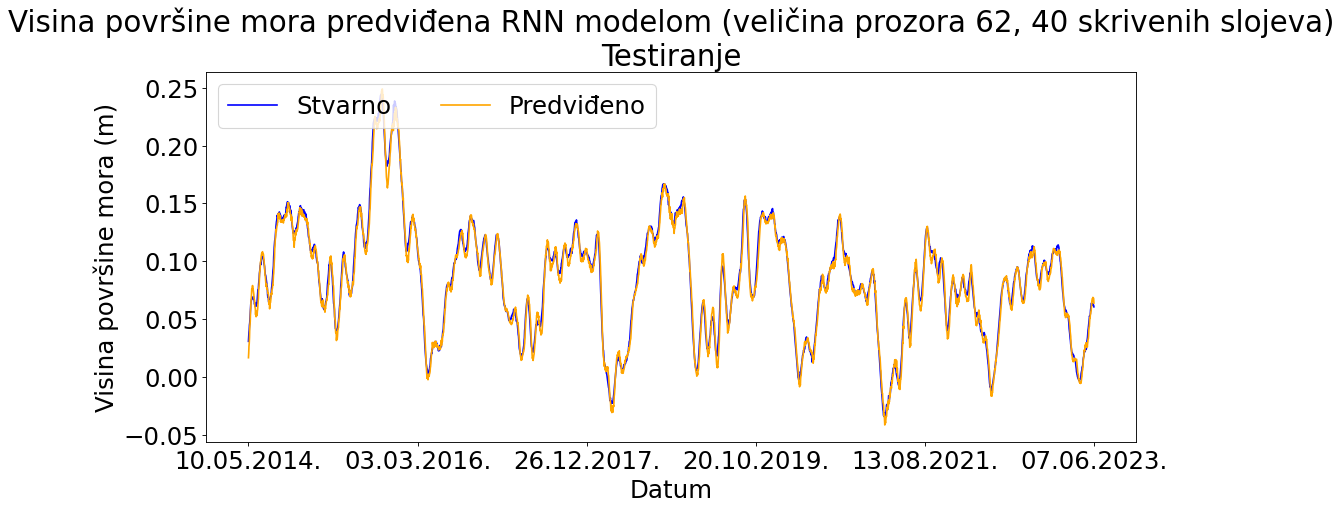 Visina površine mora predviđena RNN modelom (veličina prozora 62, 40 skrivenih slojeva)
Testiranje
Stvarno Predviđeno
Visina površine mora (m)
0.25
0.20
0.15
0.10
0.05
0.00
−0.05
10.05.2014. 03.03.2016. 26.12.2017. 20.10.2019. 13.08.2021. 07.06.2023.
Datum